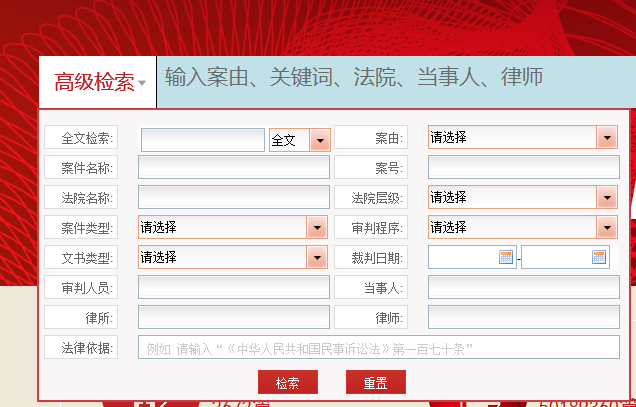 高级检索 输入案由、关键词、法院、当事人、律师
全文检索: 全文 案由: 请选择
案件名称: 案号:
法院名称: 法院层级: 请选择
案件类型: 请选择 审判程序: 请选择
文书类型: 请选择 裁判日期: -
审判人员: 当事人:
律所: 律师:
法律依据: 例如 请输入“《中华人民共和国民事诉讼法》第一百七十条”
检索 重置